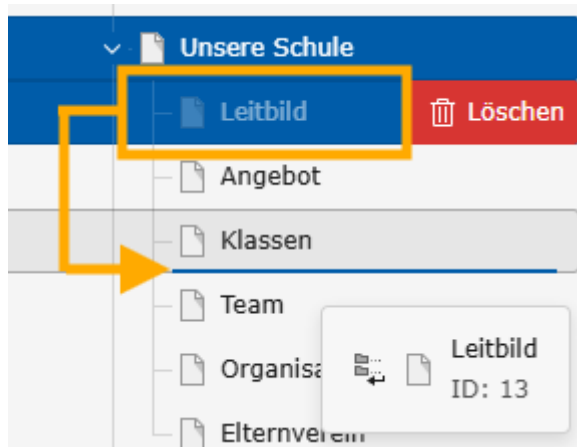 Unsere Schule
Leitbild
Löschen
Angebot
Klassen
Team
Leitbild
Organisa
ID: 13
Elternverein